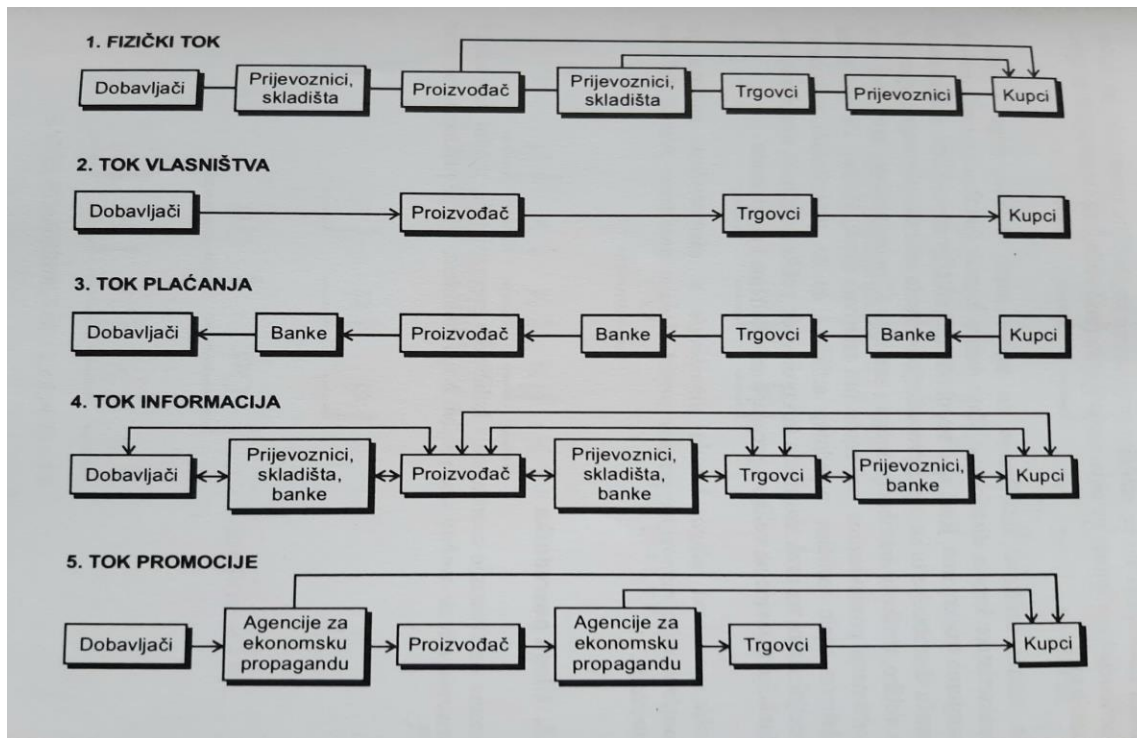 1. FIZIČKI TOK
Dobavljači
Prijevoznici,
skladišta
Proizvođač
Prijevoznici,
skladišta
Trgovci
Prijevoznici
Kupci
2. TOK VLASNIŠTVA
Dobavljači
Proizvođač
Trgovci
Kupci
3. TOK PLAĆANJA
Dobavljači
Banke
Proizvođač
Banke
Trgovci
Banke
Kupci
4. TOK INFORMACIJA
Dobavljači
Prijevoznici,
skladišta,
banke
Proizvođač
Prijevoznici,
skladišta,
banke
Trgovci
Prijevoznici,
banke
Kupci
5. TOK PROMOCIJE
Dobavljači
Agencije za
ekonomsku
propagandu
Proizvođač
Agencije za
ekonomsku
propagandu
Trgovci
Kupci